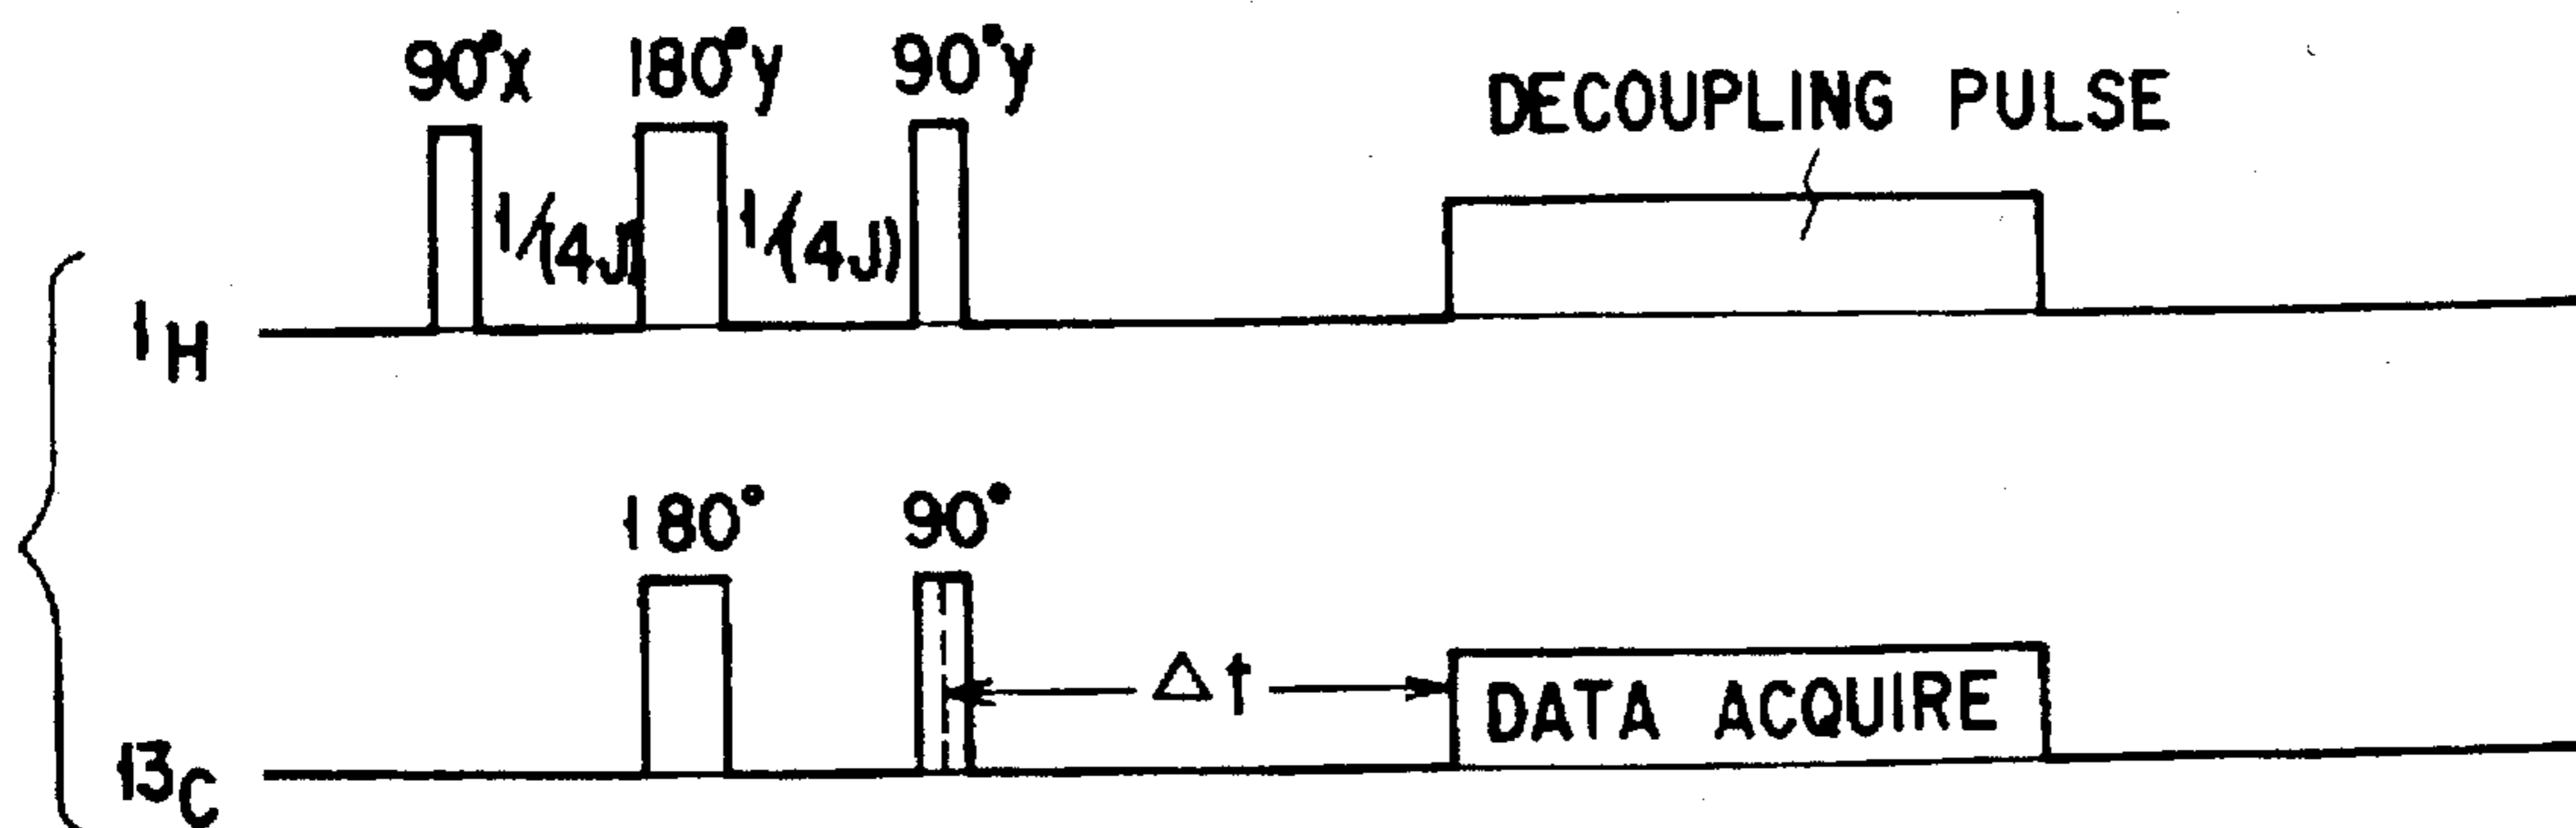 90°x 180°y 90°y
DECOUPLING PULSE
1/(4J) 1/(4J)
1H
180° 90°
Δt
DATA ACQUIRE
13C